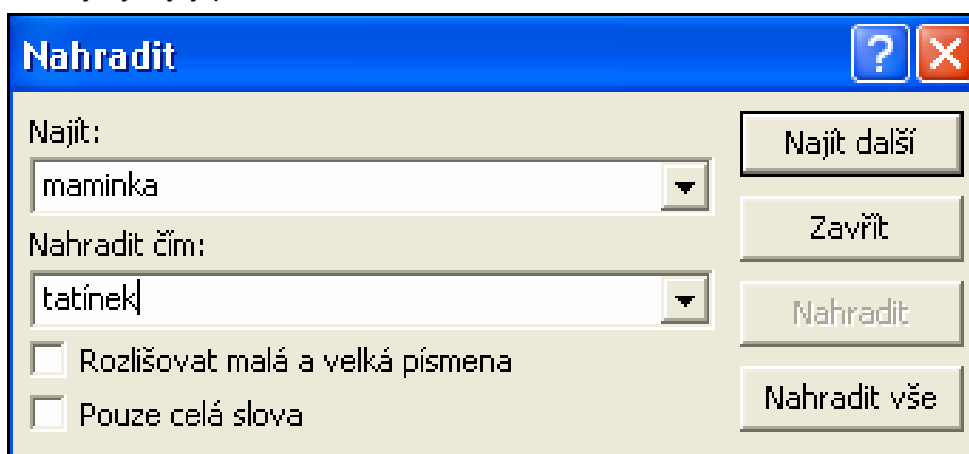 Nahradit
Najít:
maminka
Nahradit čím:
tatínek
Rozlišovat malá a velká písmena
Pouze celá slova
Najít další
Zavřít
Nahradit
Nahradit vše